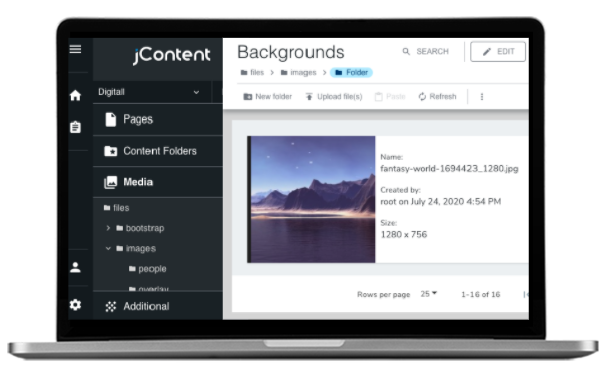 jContent
Digitall
Pages
Content Folders
Media
files
bootstrap
images
people
overlay
Additional
Backgrounds
SEARCH
EDIT
files > images > Folder
New folder
Upload file(s)
Paste
Refresh
Name:
fantasy-world-1694423_1280.jpg
Created by:
root on July 24, 2020 4:54 PM
Size:
1280 x 756
Rows per page 25 1-16 of 16